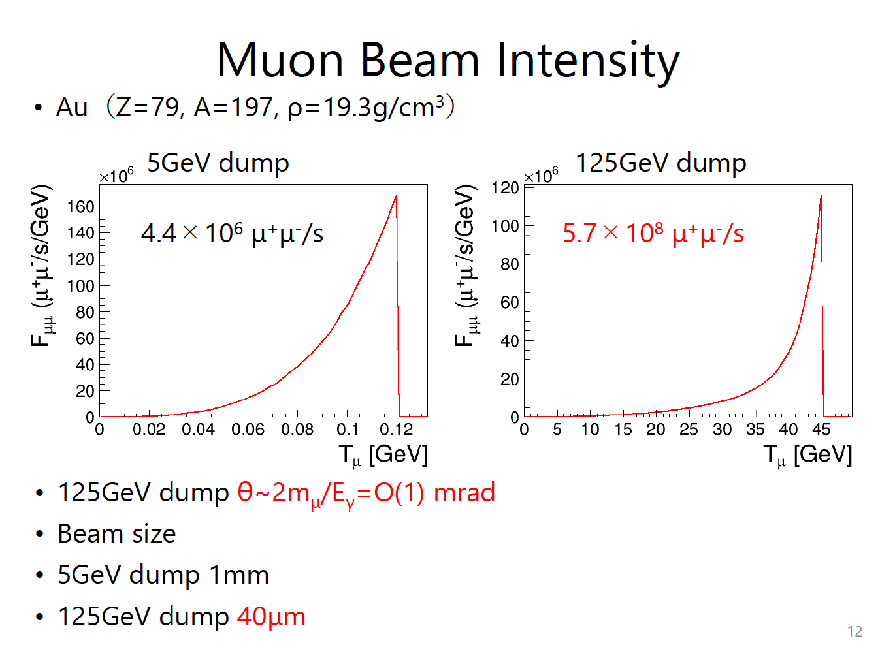 Muon Beam Intensity
• Au（Z=79, A=197, ρ=19.3g/cm³）
5GeV dump
×10⁶
4.4×10⁶ μ⁺μ⁻/s
F_μμ (μ⁺μ⁻/s/GeV)
160
140
120
100
80
60
40
20
0
0 0.02 0.04 0.06 0.08 0.1 0.12
T_μ [GeV]
125GeV dump
×10⁶
5.7×10⁸ μ⁺μ⁻/s
F_μμ (μ⁺μ⁻/s/GeV)
120
100
80
60
40
20
0
0 5 10 15 20 25 30 35 40 45
T_μ [GeV]
• 125GeV dump θ~2m_μ/E_γ=O(1) mrad
• Beam size
• 5GeV dump 1mm
• 125GeV dump 40μm
12